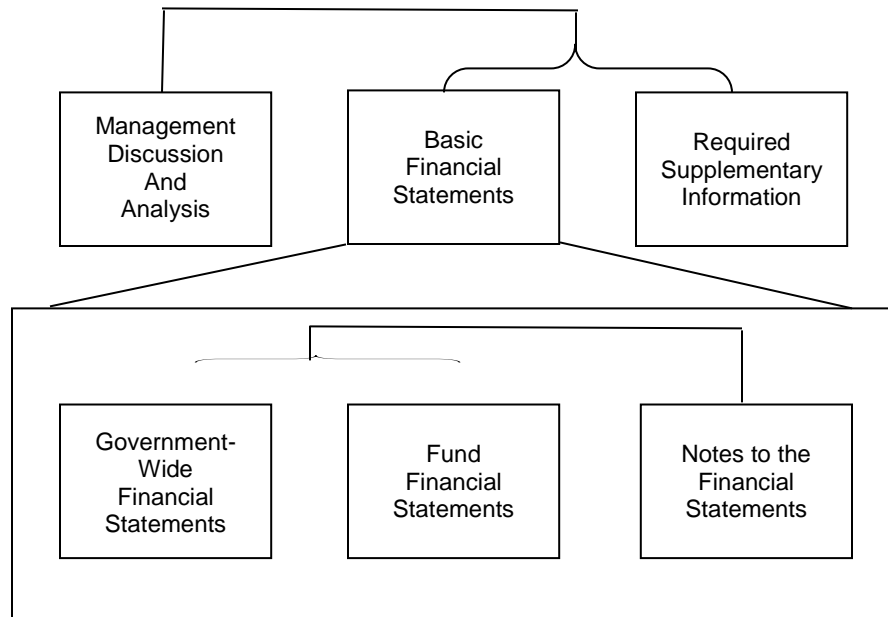 Management
Discussion
And
Analysis
Basic
Financial
Statements
Required
Supplementary
Information
Government-
Wide
Financial
Statements
Fund
Financial
Statements
Notes to the
Financial
Statements